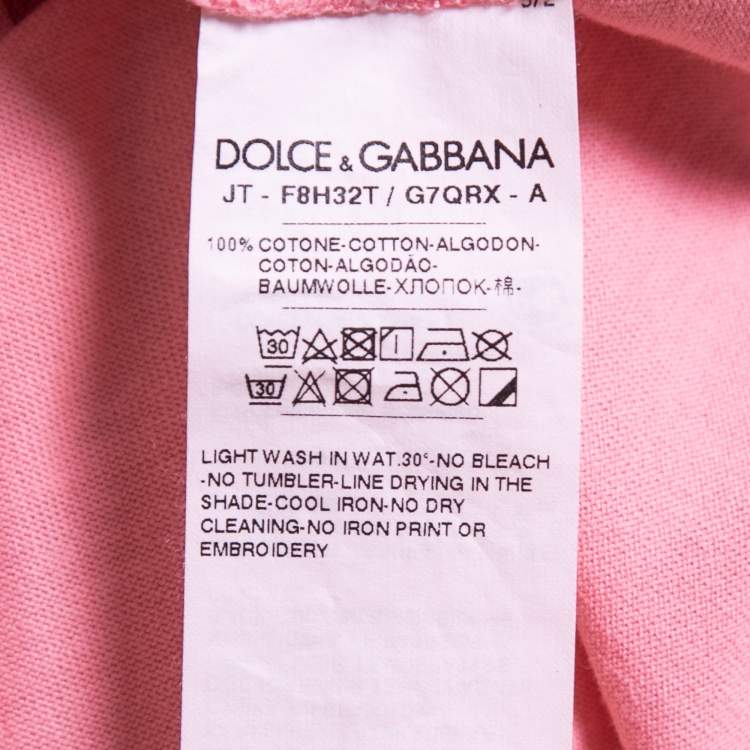 DOLCE & GABBANA
JT - F8H32T / G7QRX - A
100% COTONE-COTTON-ALGODON-
COTON-ALGODÃO-
BAUMWOLLE-ХЛОПОК-棉-
30
30
LIGHT WASH IN WAT.30°-NO BLEACH
-NO TUMBLER-LINE DRYING IN THE
SHADE-COOL IRON-NO DRY
CLEANING-NO IRON PRINT OR
EMBROIDERY